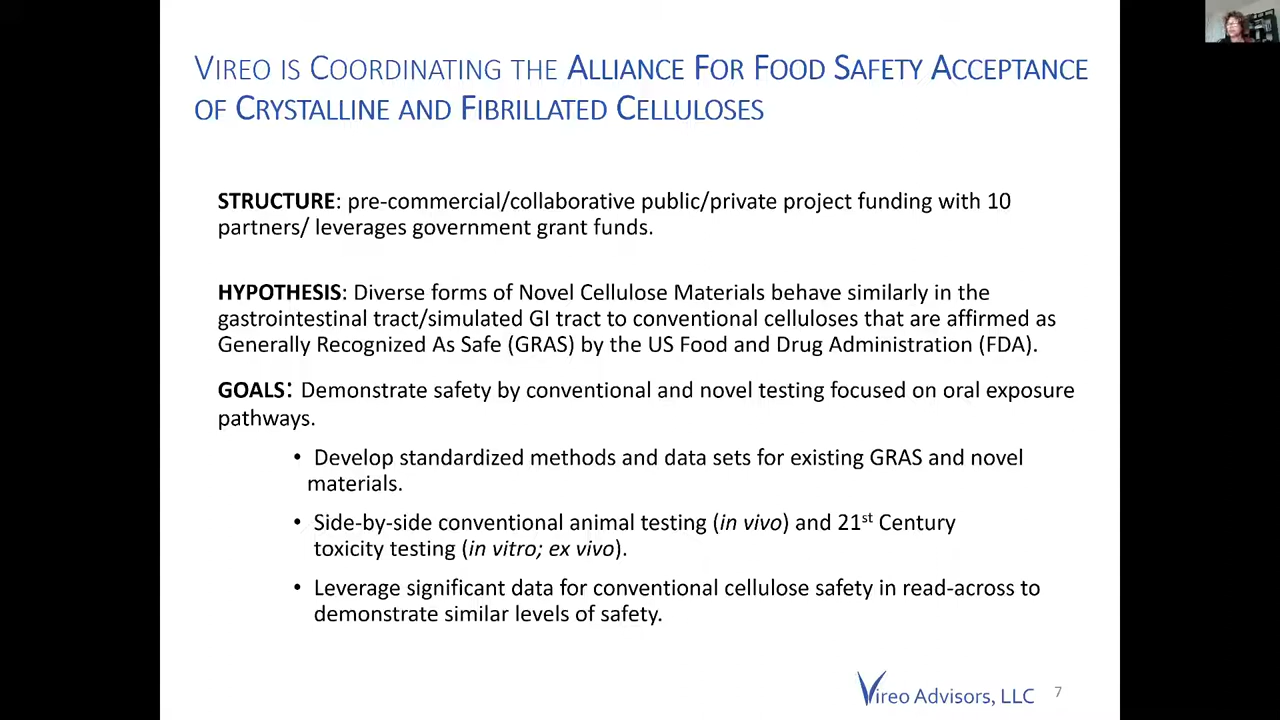 VIREO IS COORDINATING THE ALLIANCE FOR FOOD SAFETY ACCEPTANCE
OF CRYSTALLINE AND FIBRILLATED CELLULOSES
STRUCTURE: pre-commercial/collaborative public/private project funding with 10
partners/ leverages government grant funds.
HYPOTHESIS: Diverse forms of Novel Cellulose Materials behave similarly in the
gastrointestinal tract/simulated GI tract to conventional celluloses that are affirmed as
Generally Recognized As Safe (GRAS) by the US Food and Drug Administration (FDA).
GOALS: Demonstrate safety by conventional and novel testing focused on oral exposure
pathways.
• Develop standardized methods and data sets for existing GRAS and novel
materials.
• Side-by-side conventional animal testing (in vivo) and 21st Century
toxicity testing (in vitro; ex vivo).
• Leverage significant data for conventional cellulose safety in read-across to
demonstrate similar levels of safety.
Vireo Advisors, LLC 7